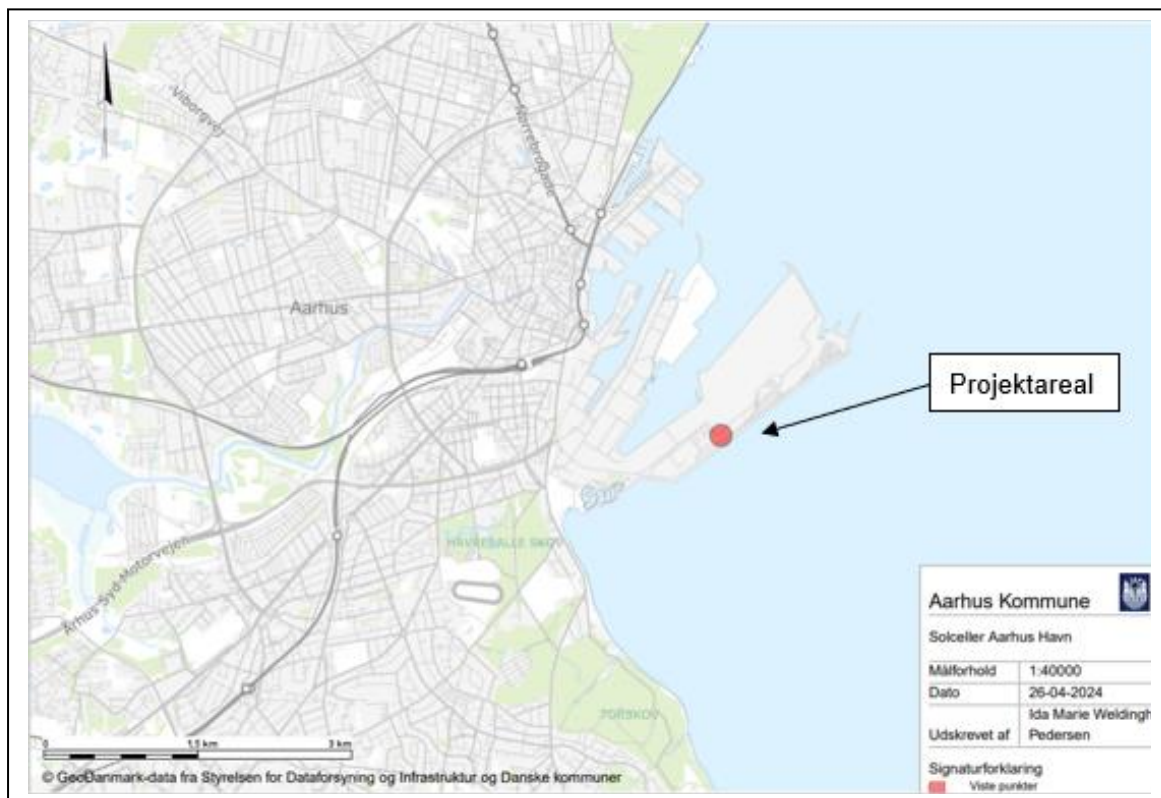 Viborgvej
Nørrebrogade
Aarhus
Projektareal
HAVREBALLE SKOV
Århus Syd Motorvejen
Aarhus Kommune
Solceller Aarhus Havn
Målforhold 1:40000
Dato 26-04-2024
Ida Marie Weidingh
Udskrevet af Pedersen
Signaturforklaring
Viste punkter
0 1,5 km 3 km
© GeoDanmark-data fra Styrelsen for Dataforsyning og Infrastruktur og Danske kommuner